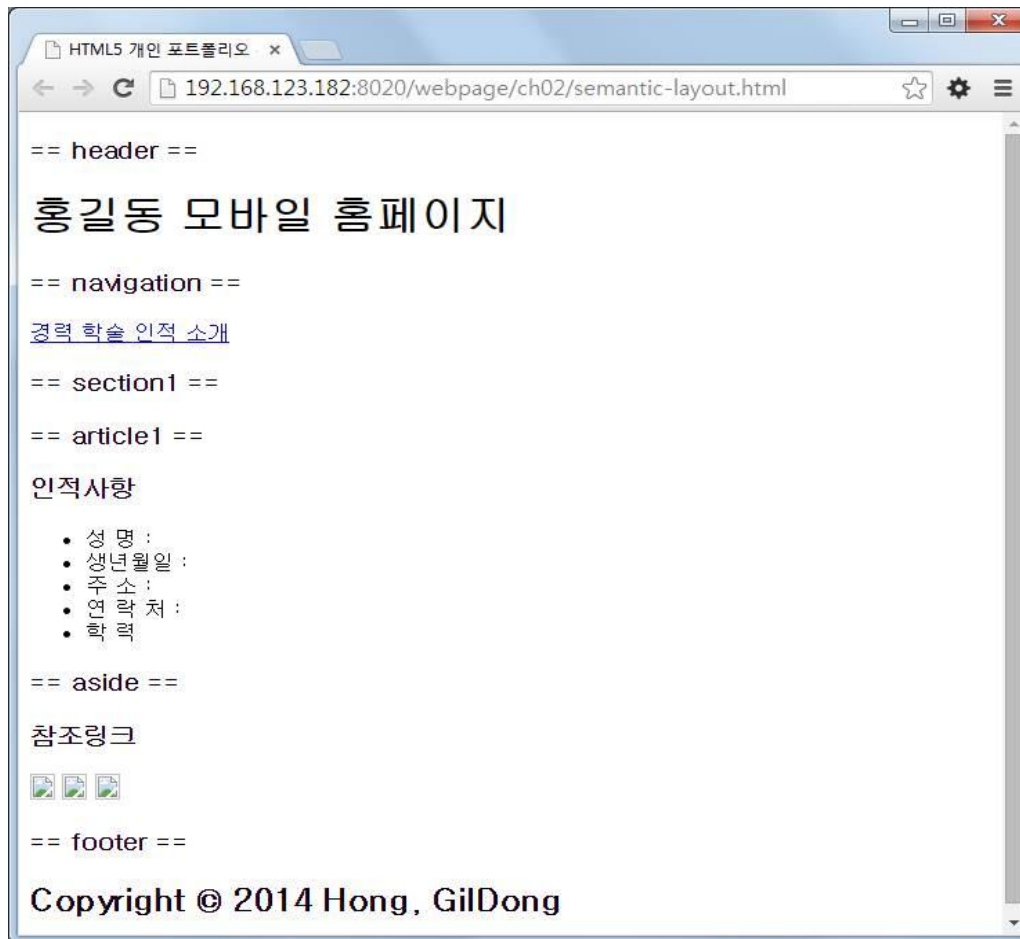 HTML5 개인 포트폴리오
192.168.123.182:8020/webpage/ch02/semantic-layout.html
== header ==
홍길동 모바일 홈페이지
== navigation ==
경력 학술 인적 소개
== section1 ==
== article1 ==
인적사항
성 명 :
생년월일 :
주 소 :
연 락 처 :
학 력
== aside ==
참조링크
== footer ==
Copyright © 2014 Hong, GilDong